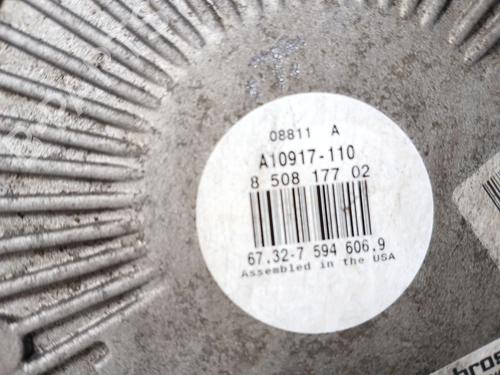 08811 A
A10917-110
8 508 177 02
67.32-7 594 606.9
Assembled in the USA